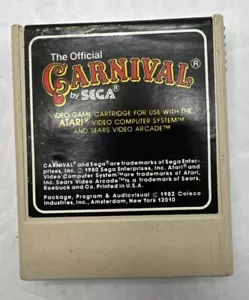 The Official
CARNIVAL®
by SEGA®
VIDEO GAME CARTRIDGE FOR USE WITH THE
ATARI® VIDEO COMPUTER SYSTEM™
AND SEARS VIDEO ARCADE™
CARNIVAL® and Sega® are trademarks of Sega Enter-
prises, Inc. © 1980 Sega Enterprises, Inc. Atari® and
Video Computer System™ are trademarks of Atari,
Inc. Sears Video Arcade™ is a trademark of Sears,
Roebuck and Co. Printed in U.S.A.
Package, Program & Audiovisual © 1982 Coleco
Industries, Inc., Amsterdam, New York 12010